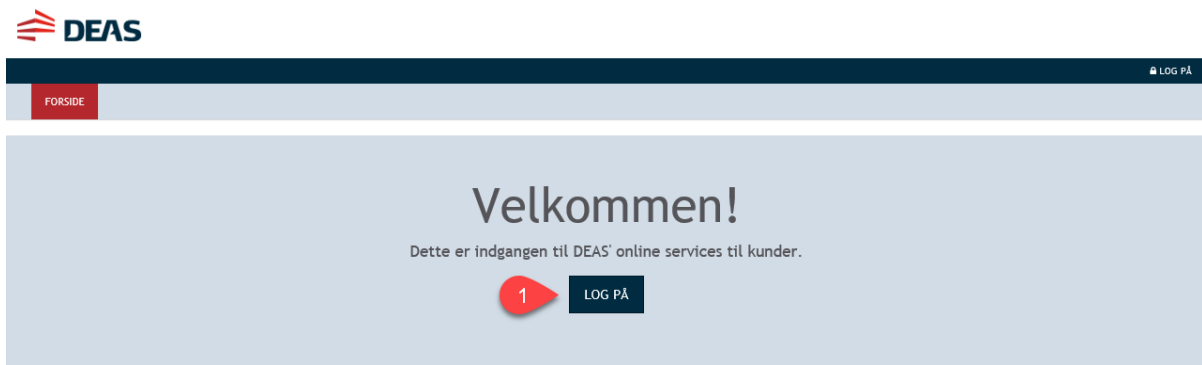 DEAS
LOG PÅ
FORSIDE
Velkommen!
Dette er indgangen til DEAS' online services til kunder.
1
LOG PÅ